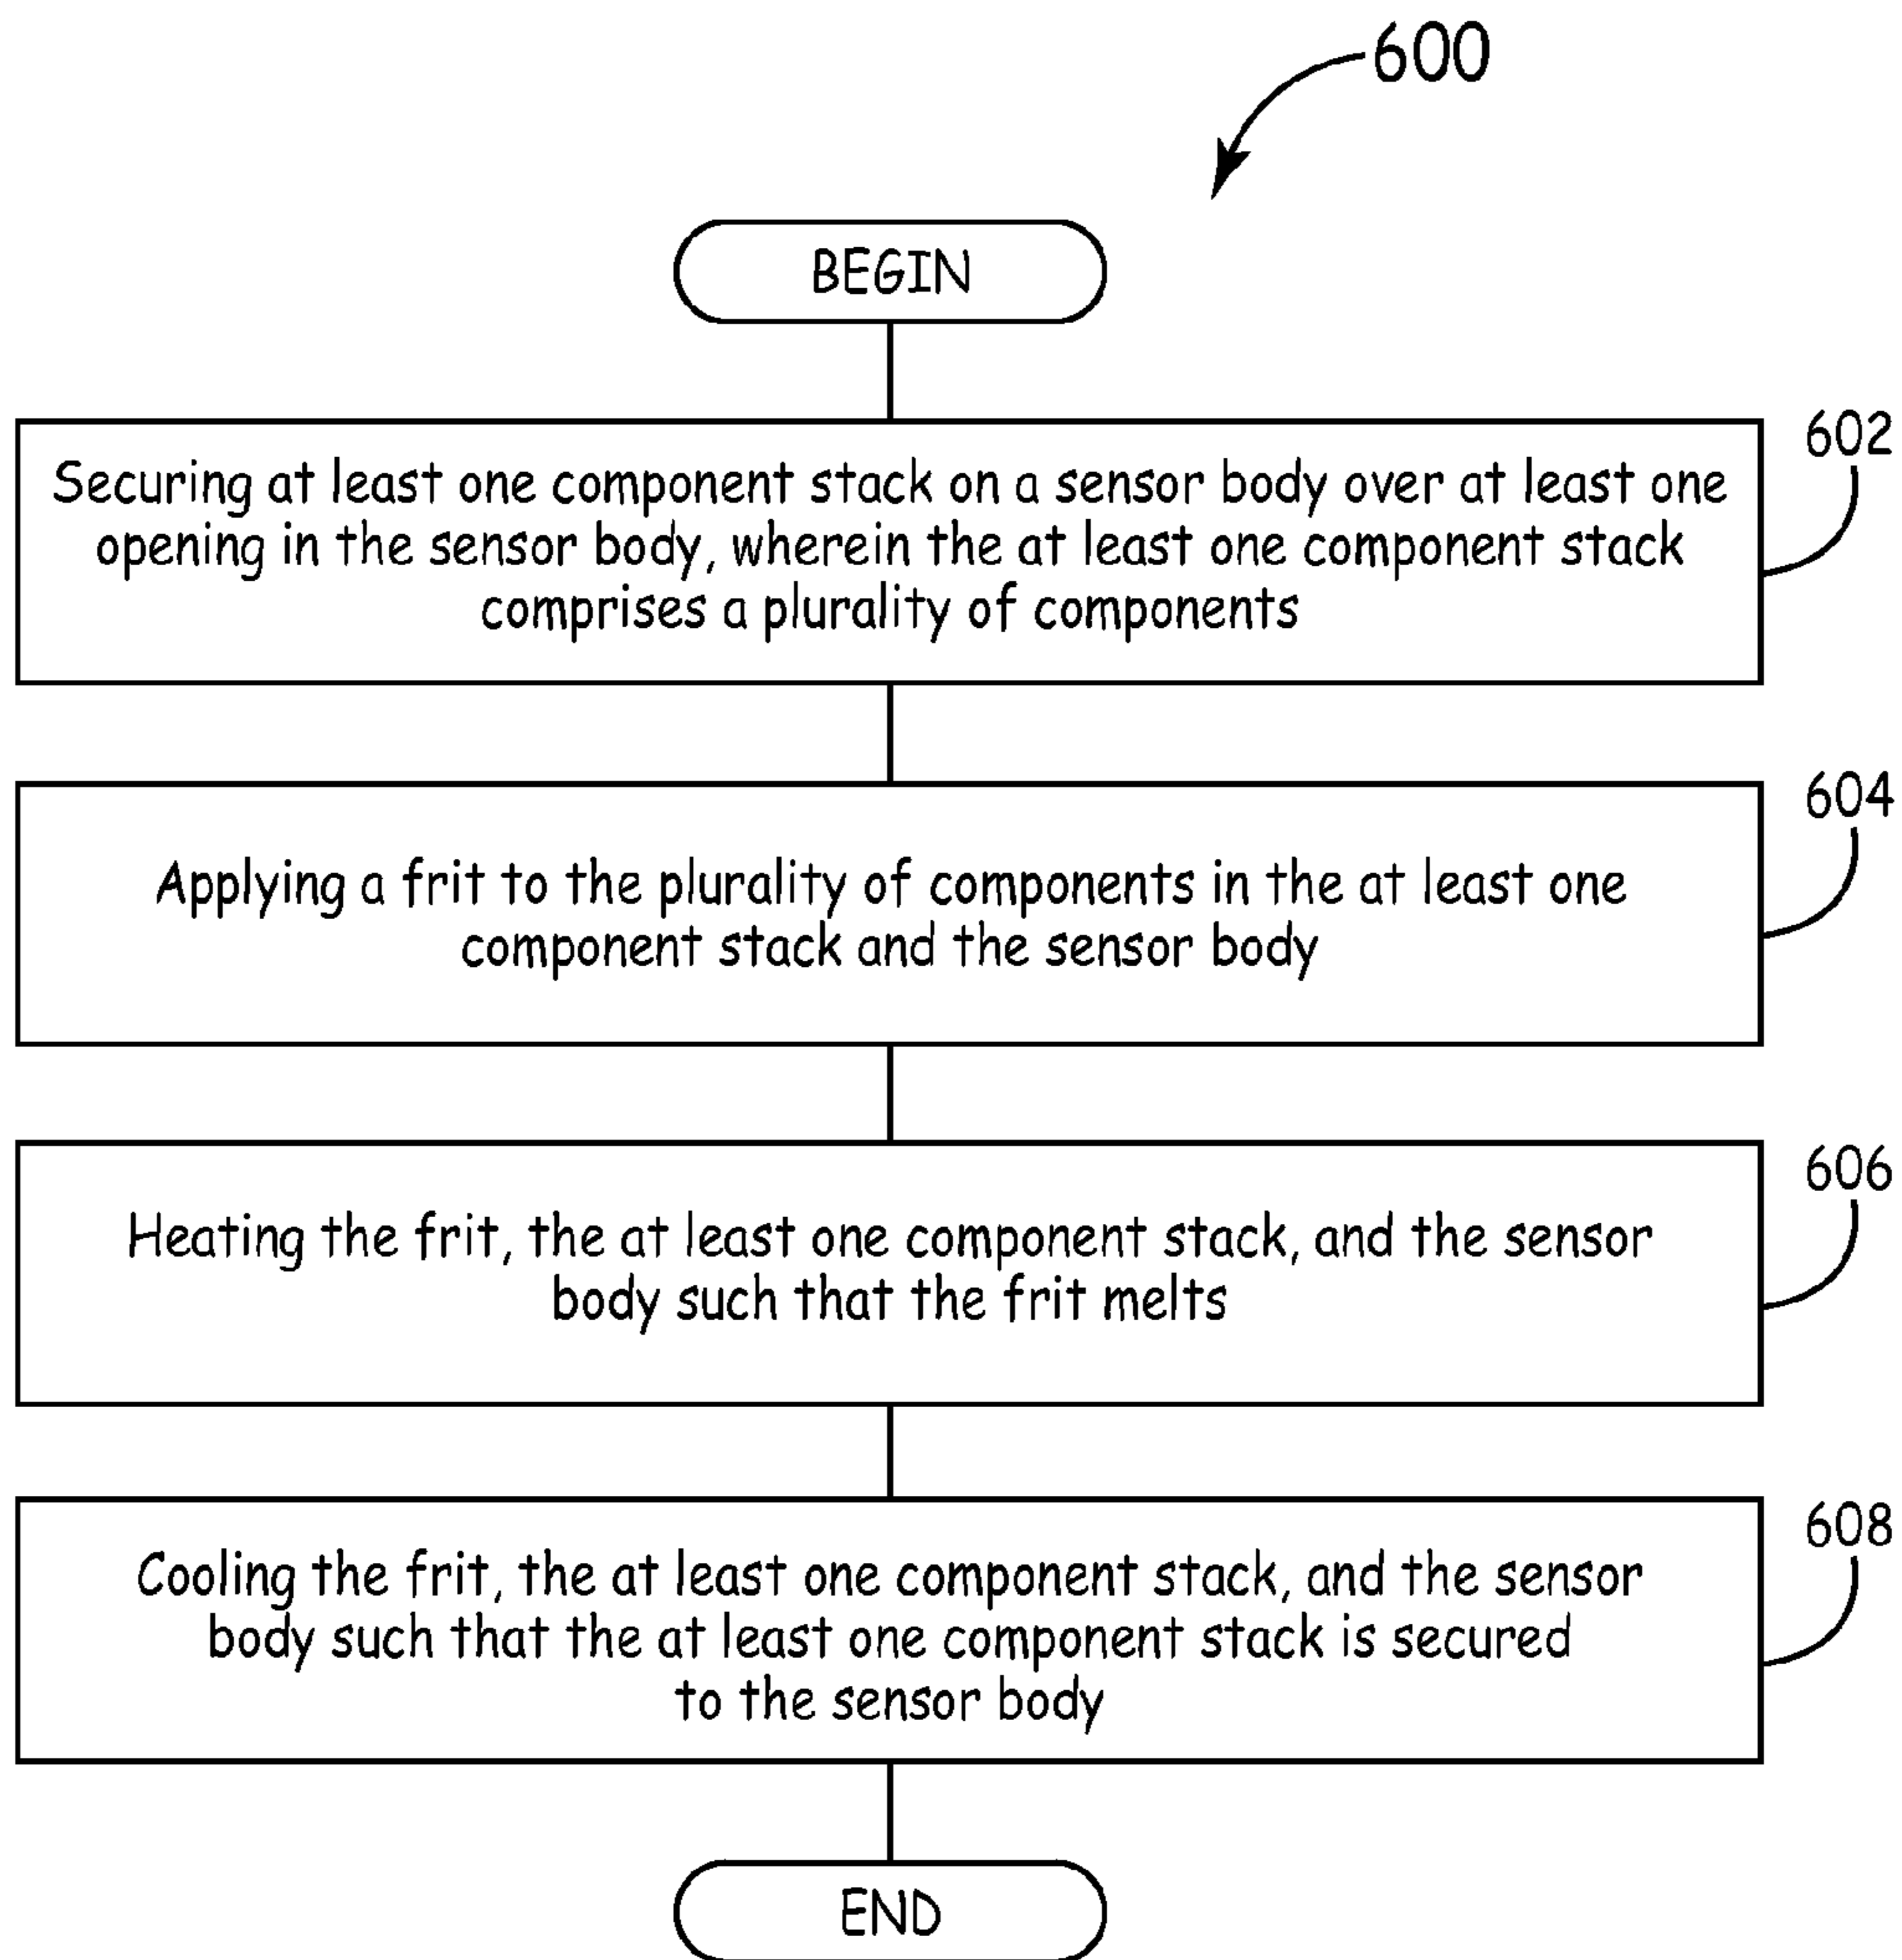 600
BEGIN
602
Securing at least one component stack on a sensor body over at least one
opening in the sensor body, wherein the at least one component stack
comprises a plurality of components
604
Applying a frit to the plurality of components in the at least one
component stack and the sensor body
606
Heating the frit, the at least one component stack, and the sensor
body such that the frit melts
608
Cooling the frit, the at least one component stack, and the sensor
body such that the at least one component stack is secured
to the sensor body
END